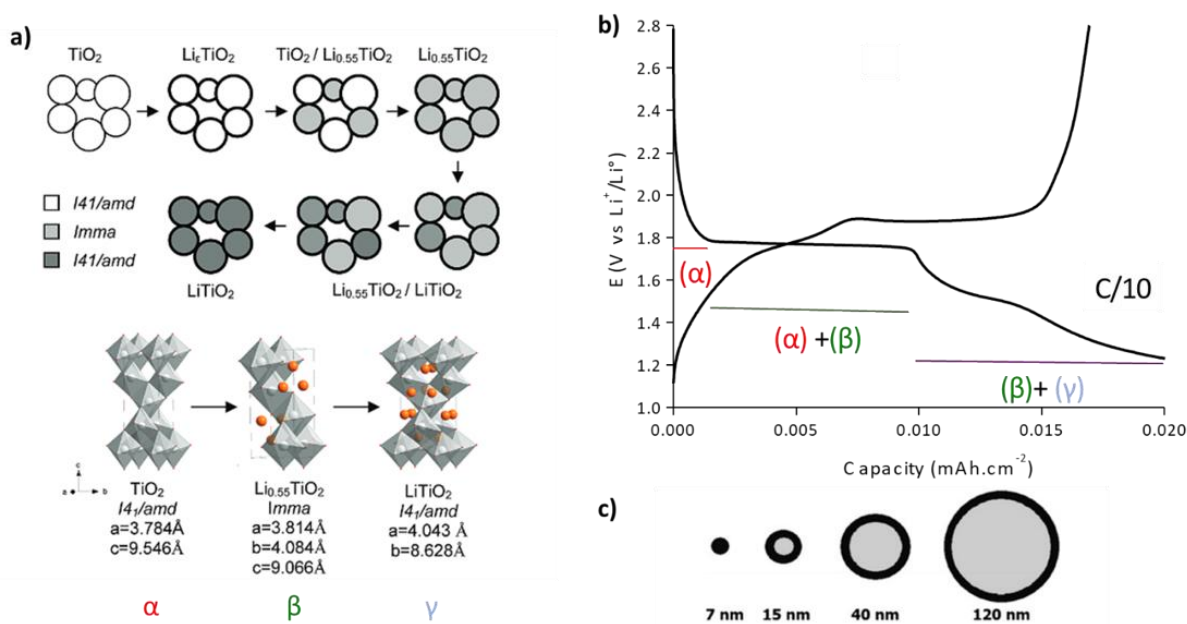 a)
TiO₂
LiεTiO₂
TiO₂ / Li₀.₅₅TiO₂
Li₀.₅₅TiO₂
I41/amd
Imma
I41/amd
LiTiO₂
Li₀.₅₅TiO₂ / LiTiO₂
c
a
b
TiO₂
I4₁/amd
a=3.784Å
c=9.546Å
Li₀.₅₅TiO₂
Imma
a=3.814Å
b=4.084Å
c=9.066Å
LiTiO₂
I4₁/amd
a=4.043 Å
b=8.628Å
α
β
γ
b)
E (V vs Li⁺/Li°)
2.8
2.6
2.4
2.2
2.0
1.8
1.6
1.4
1.2
1.0
(α)
(α) +(β)
C/10
(β)+ (γ)
0.000
0.005
0.010
0.015
0.020
Capacity (mAh.cm⁻²)
c)
7 nm
15 nm
40 nm
120 nm